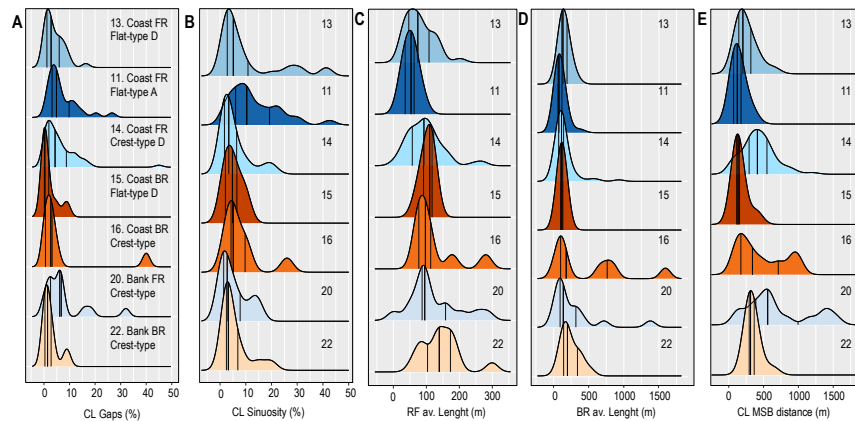 A
13. Coast FR
Flat-type D
11. Coast FR
Flat-type A
14. Coast FR
Crest-type D
15. Coast BR
Flat-type D
16. Coast BR
Crest-type
20. Bank FR
Crest-type
22. Bank BR
Crest-type
0 10 20 30 40 50
CL Gaps (%)
B
13
11
14
15
16
20
22
0 10 20 30 40 50
CL Sinuosity (%)
C
13
11
14
15
16
20
22
0 100 200 300
RF av. Lenght (m)
D
13
11
14
15
16
20
22
0 500 1000 1500
BR av. Lenght (m)
E
13
11
14
15
16
20
22
0 500 1000 1500
CL MSB distance (m)